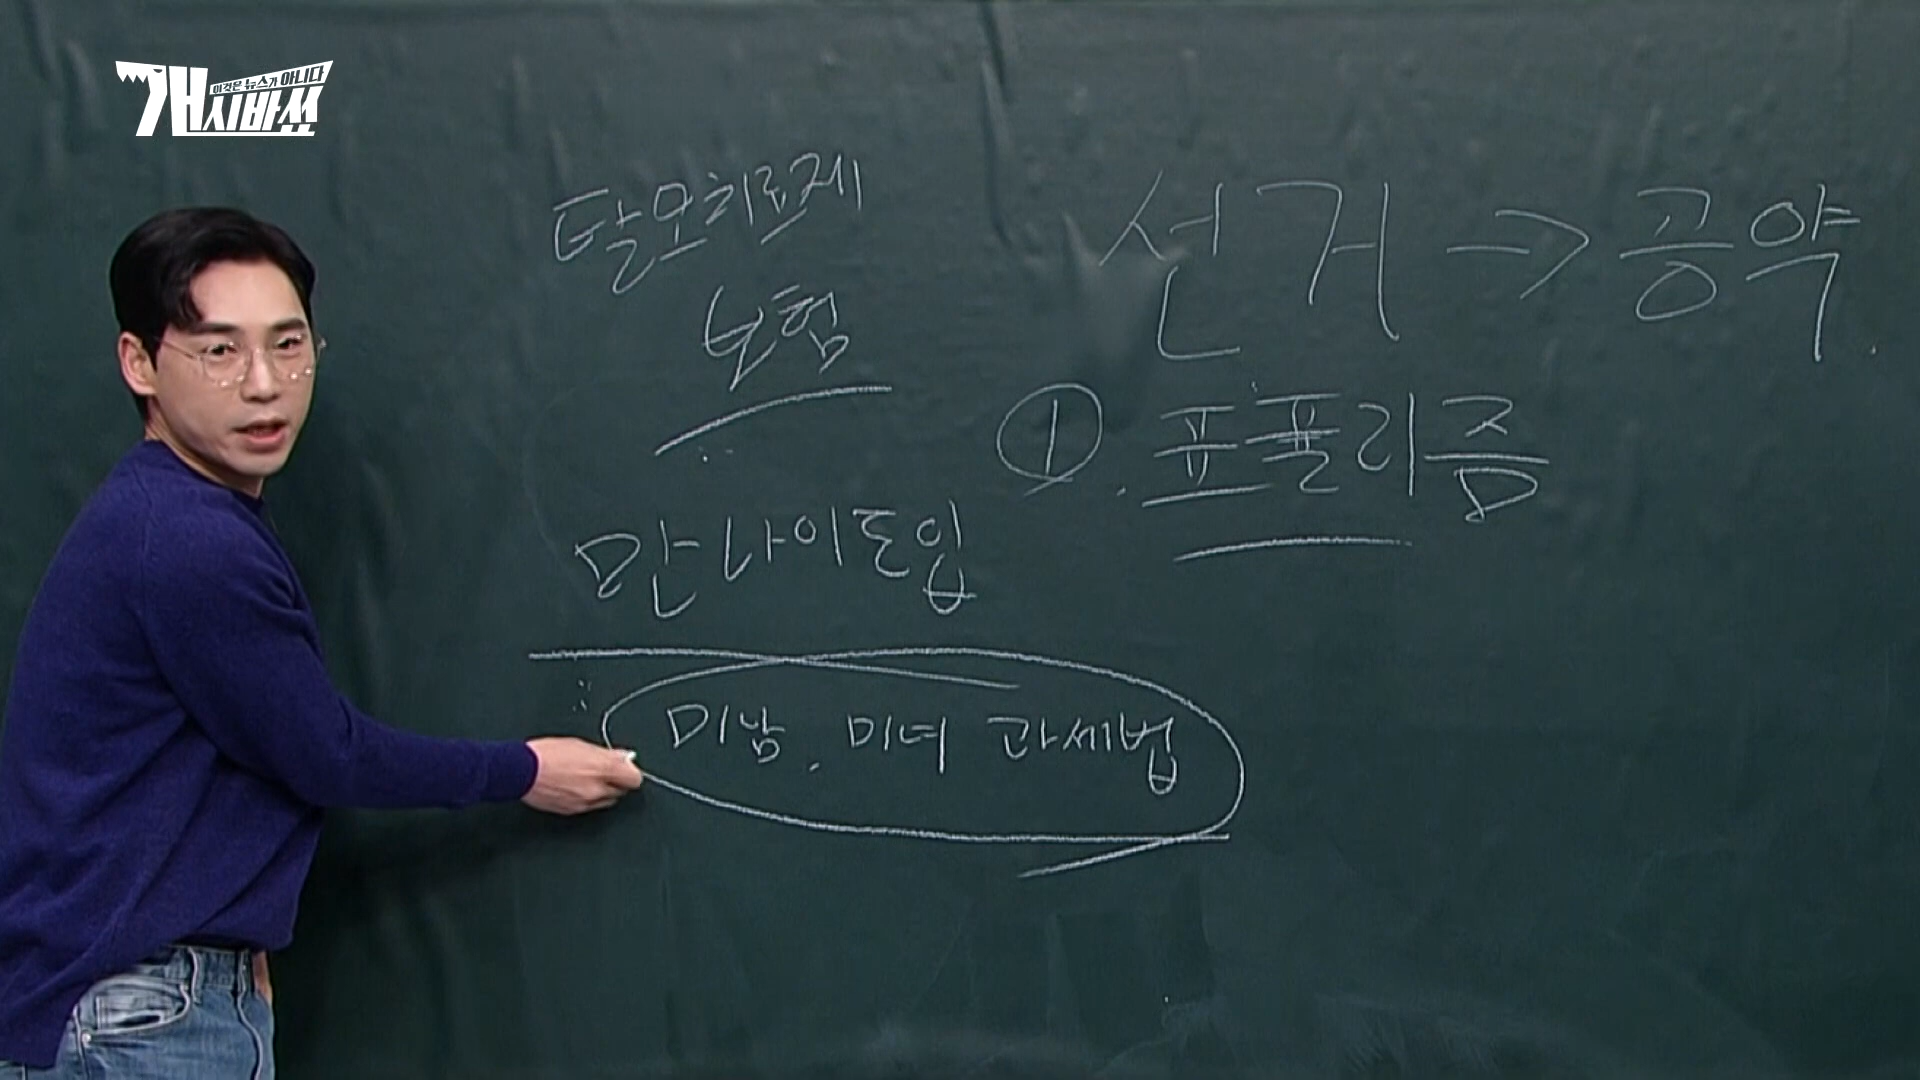 이것은 뉴스가 아니다
개시바쇼
탈모치료제
보험
만나이도입
미남, 미녀 과세법
선거 → 공약.
① 포퓰리즘